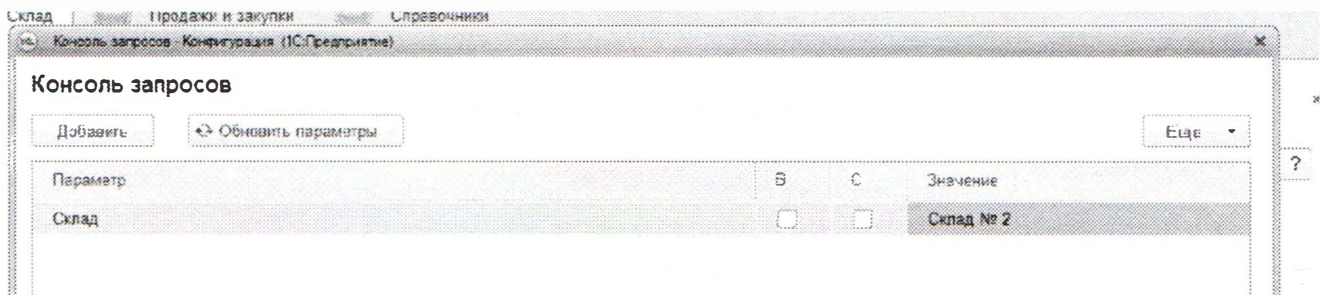 Склад Продажи и закупки Справочники
Консоль запросов - Конфигурация (1С:Предприятие)
Консоль запросов
Добавить Обновить параметры Еще
?
Параметр В С Значение
Склад Склад № 2